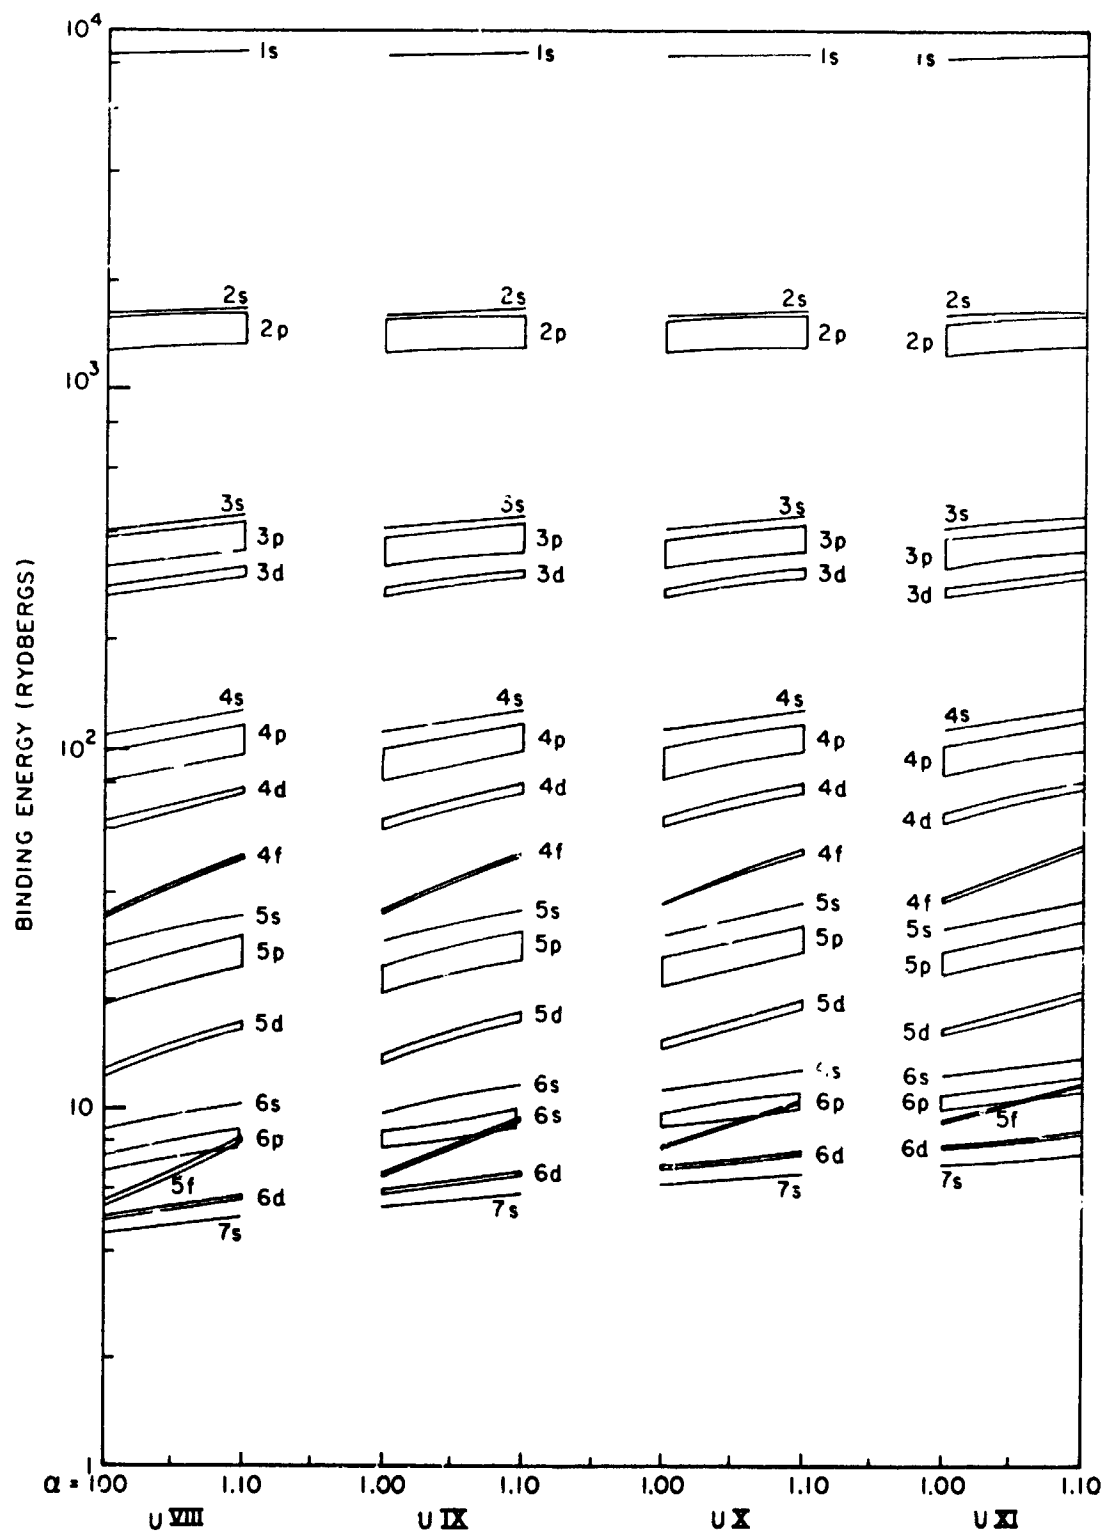 10⁴
1s 1s 1s 1s
2s 2s 2s 2s
2p 2p 2p 2p
10³
3s 3s 3s 3s
3p 3p 3p 3p
3d 3d 3d 3d
BINDING ENERGY (RYDBERGS)
4s 4s 4s 4s
10² 4p 4p 4p 4p
4d 4d 4d 4d
4f 4f 4f 4f
5s 5s 5s 5s
5p 5p 5p 5p
5d 5d 5d 5d
6s 6s 6s
10 6p 6s 6p 6p
5f 5f
6d 6d 6d 6d
7s 7s 7s 7s
1
α = 1.00 1.10 1.00 1.10 1.00 1.10 1.00 1.10
U VIII U IX U X U XI